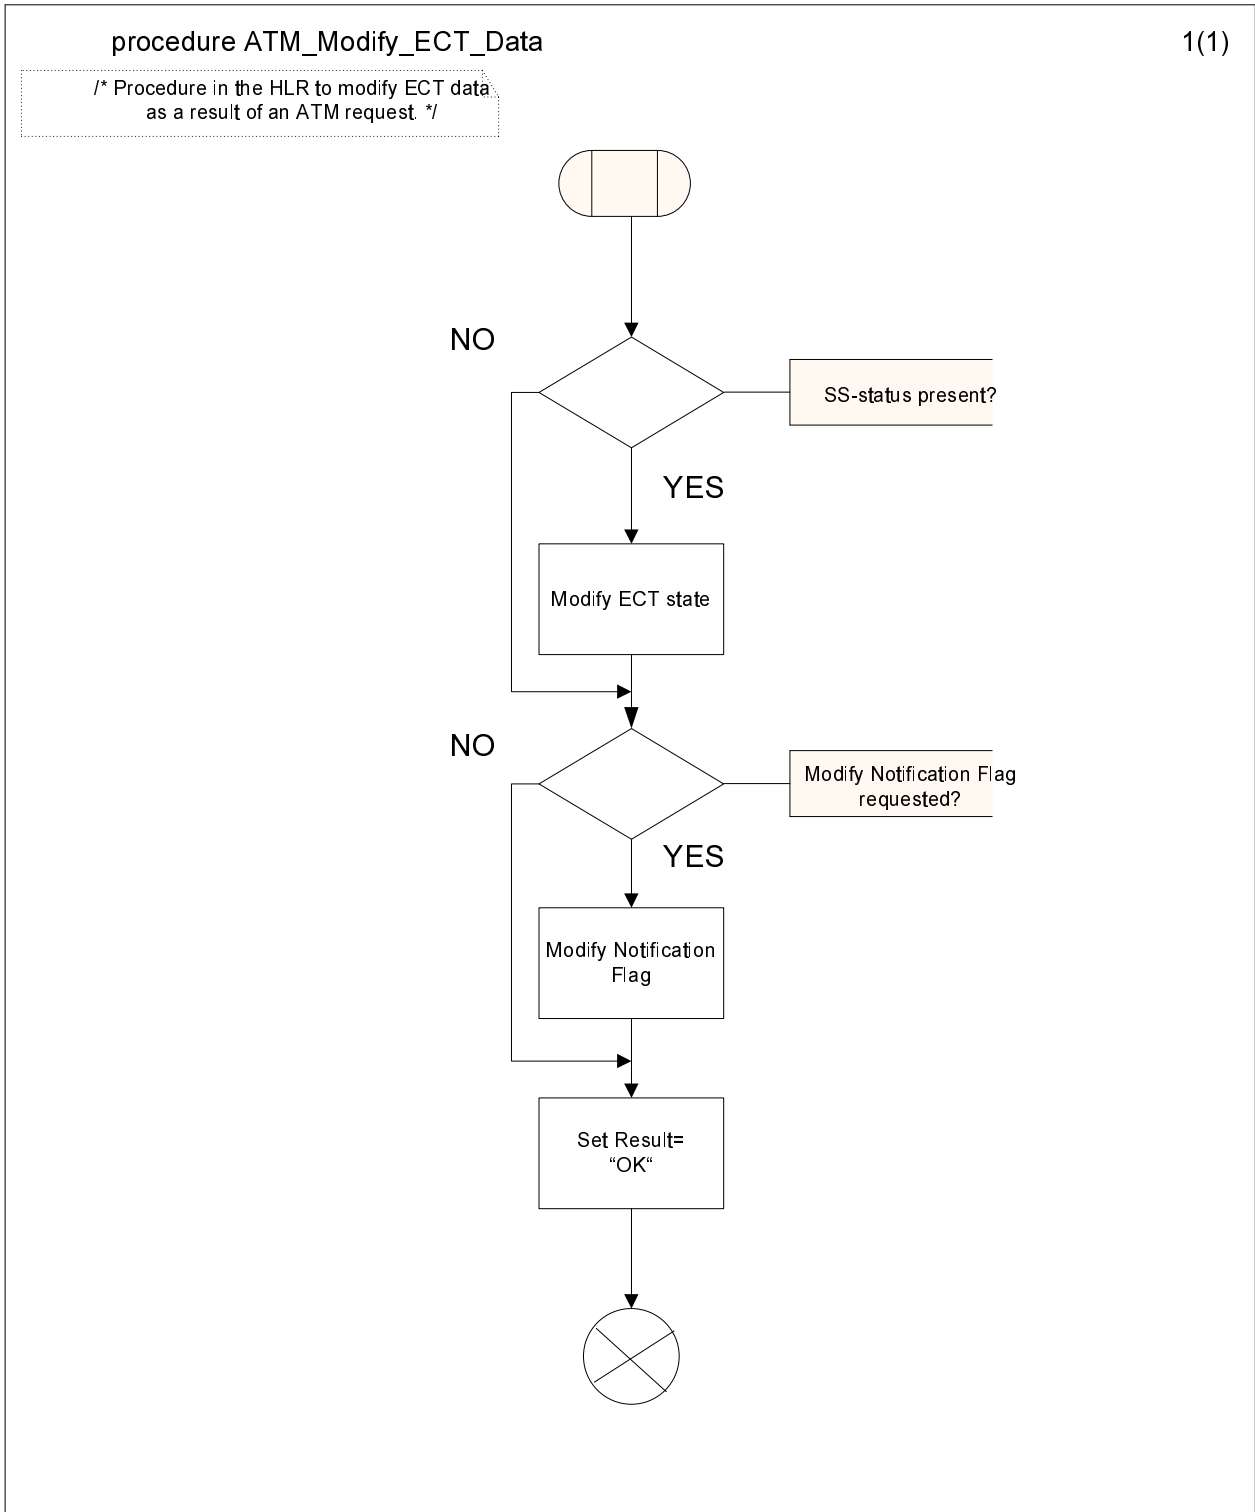 procedure ATM_Modify_ECT_Data
1(1)
/* Procedure in the HLR to modify ECT data
as a result of an ATM request. */
NO
SS-status present?
YES
Modify ECT state
NO
Modify Notification Flag
requested?
YES
Modify Notification
Flag
Set Result=
“OK“